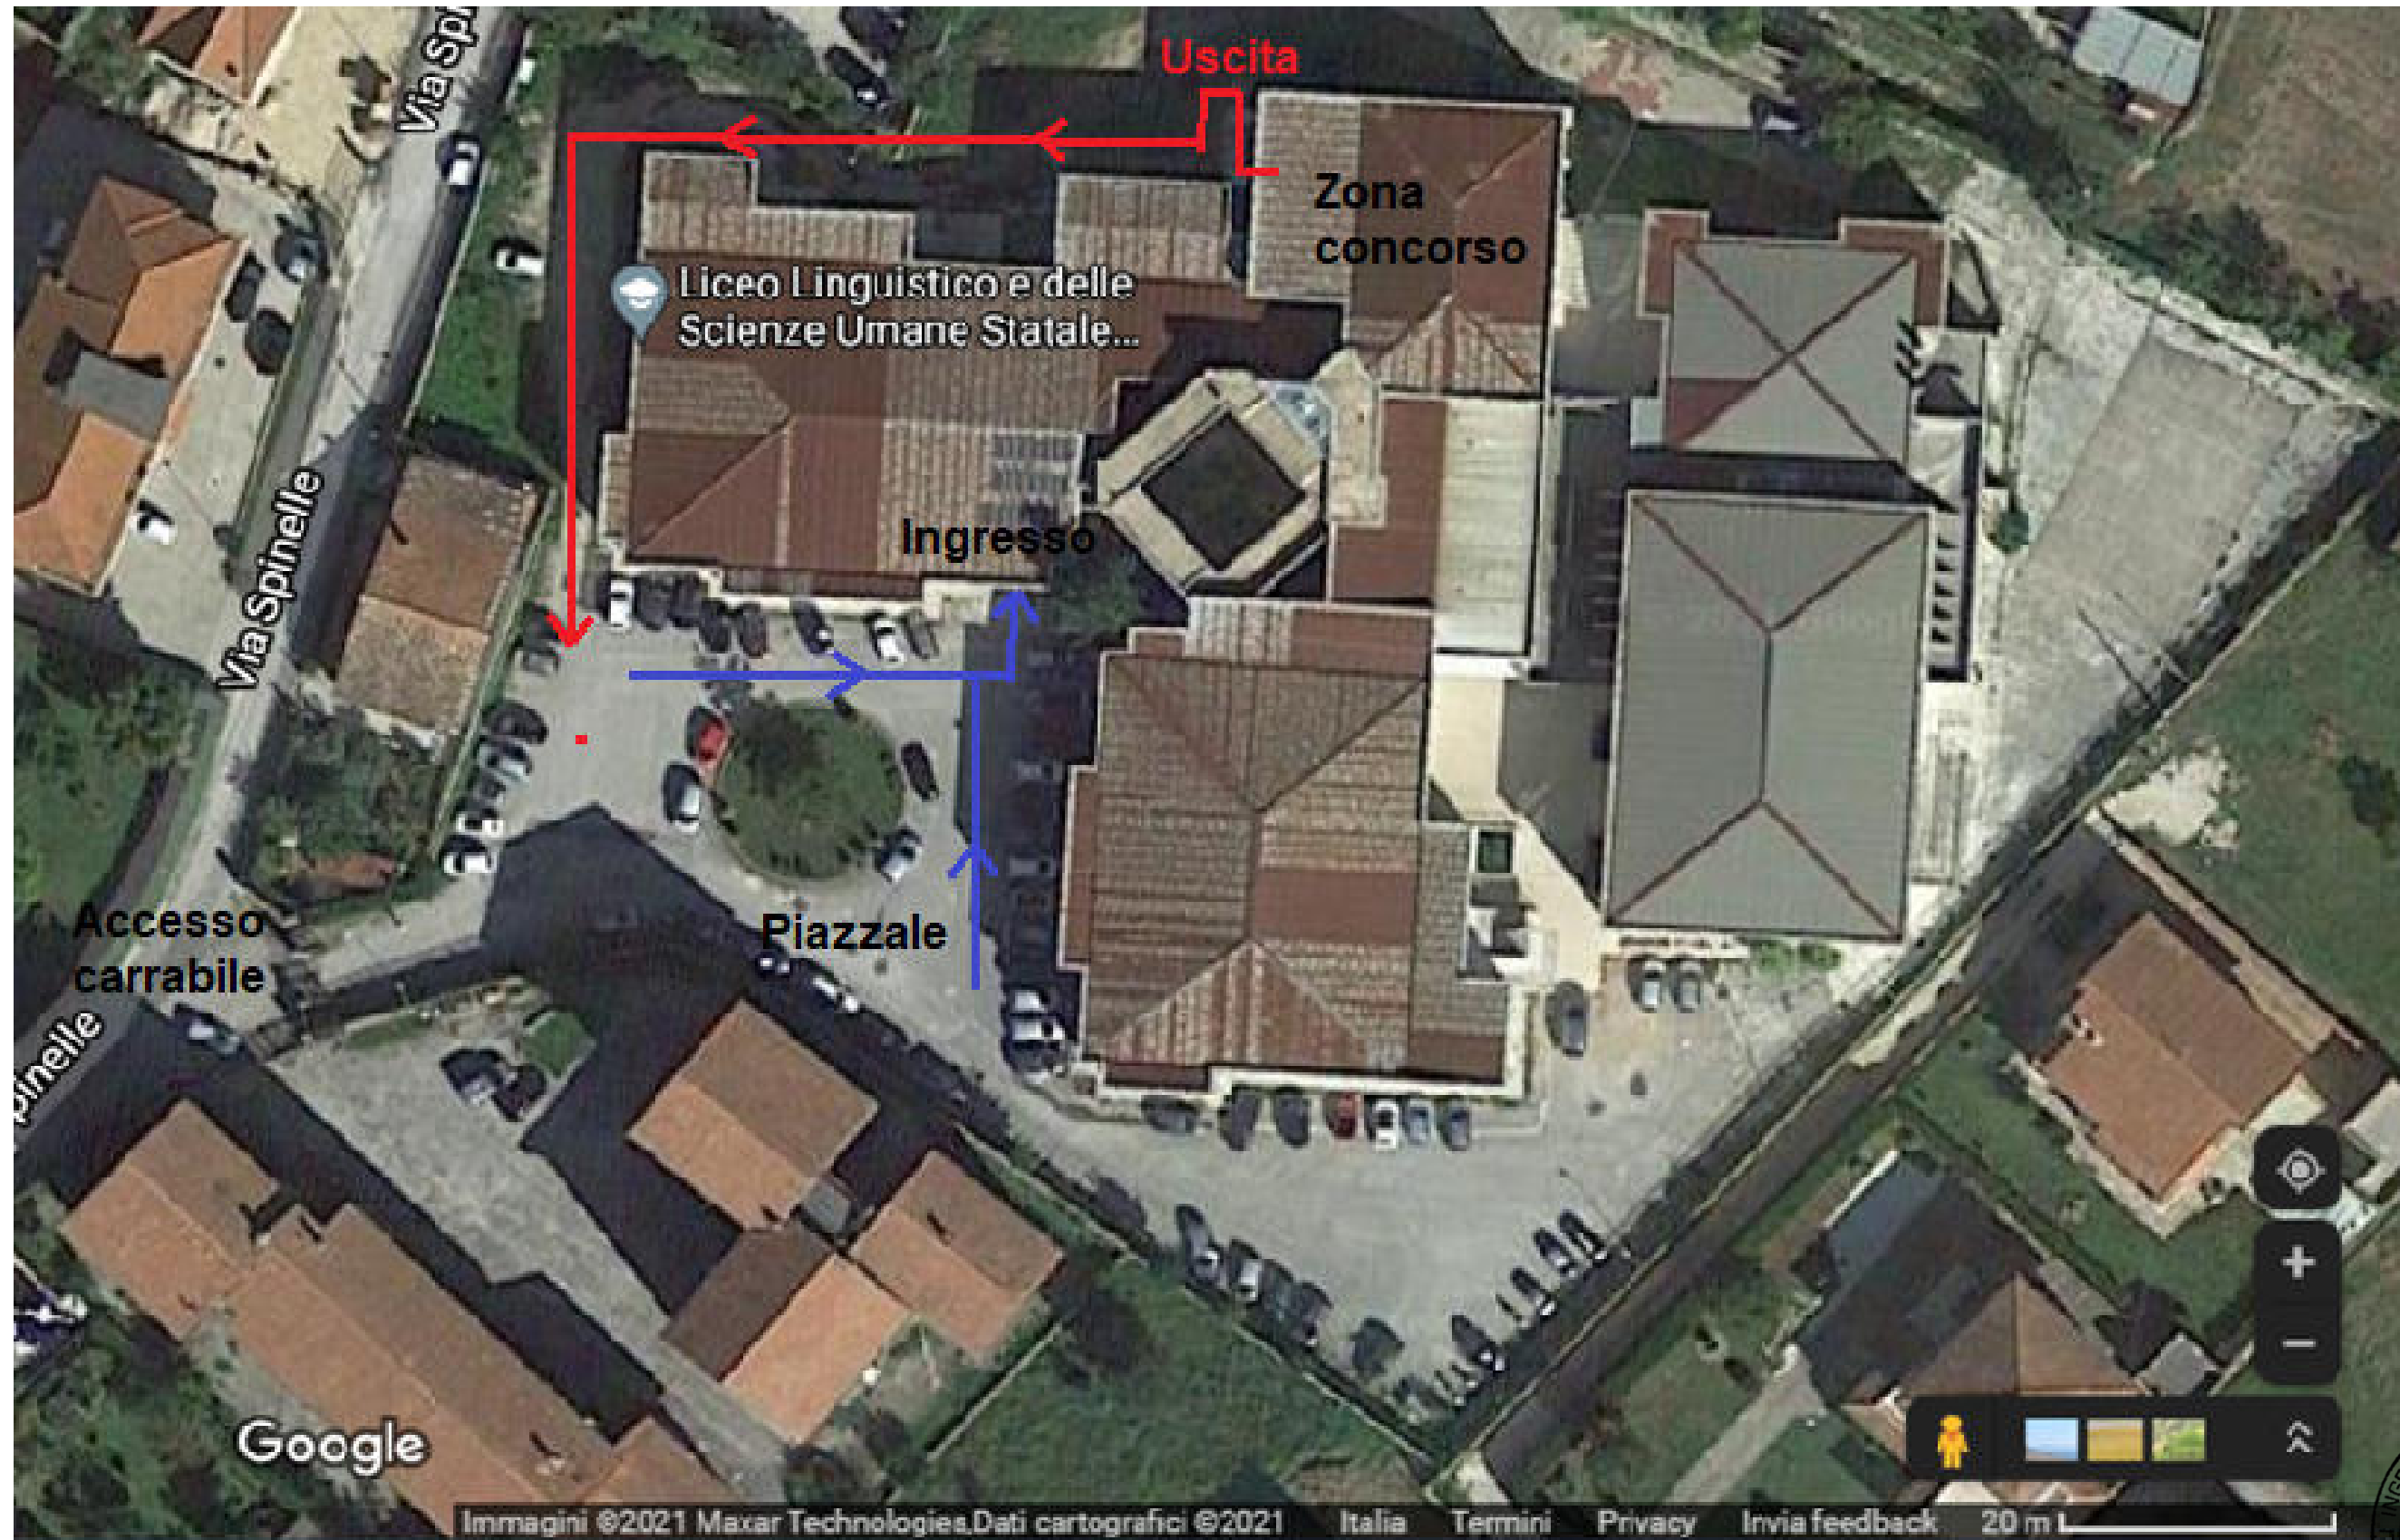 Via Spi
Uscita
Zona
concorso
Liceo Linguistico e delle
Scienze Umane Statale...
Ingresso
Via Spinelle
Accesso
carrabile
Piazzale
pinelle
Google
Immagini ©2021 Maxar Technologies,Dati cartografici ©2021 Italia Termini Privacy Invia feedback 20 m